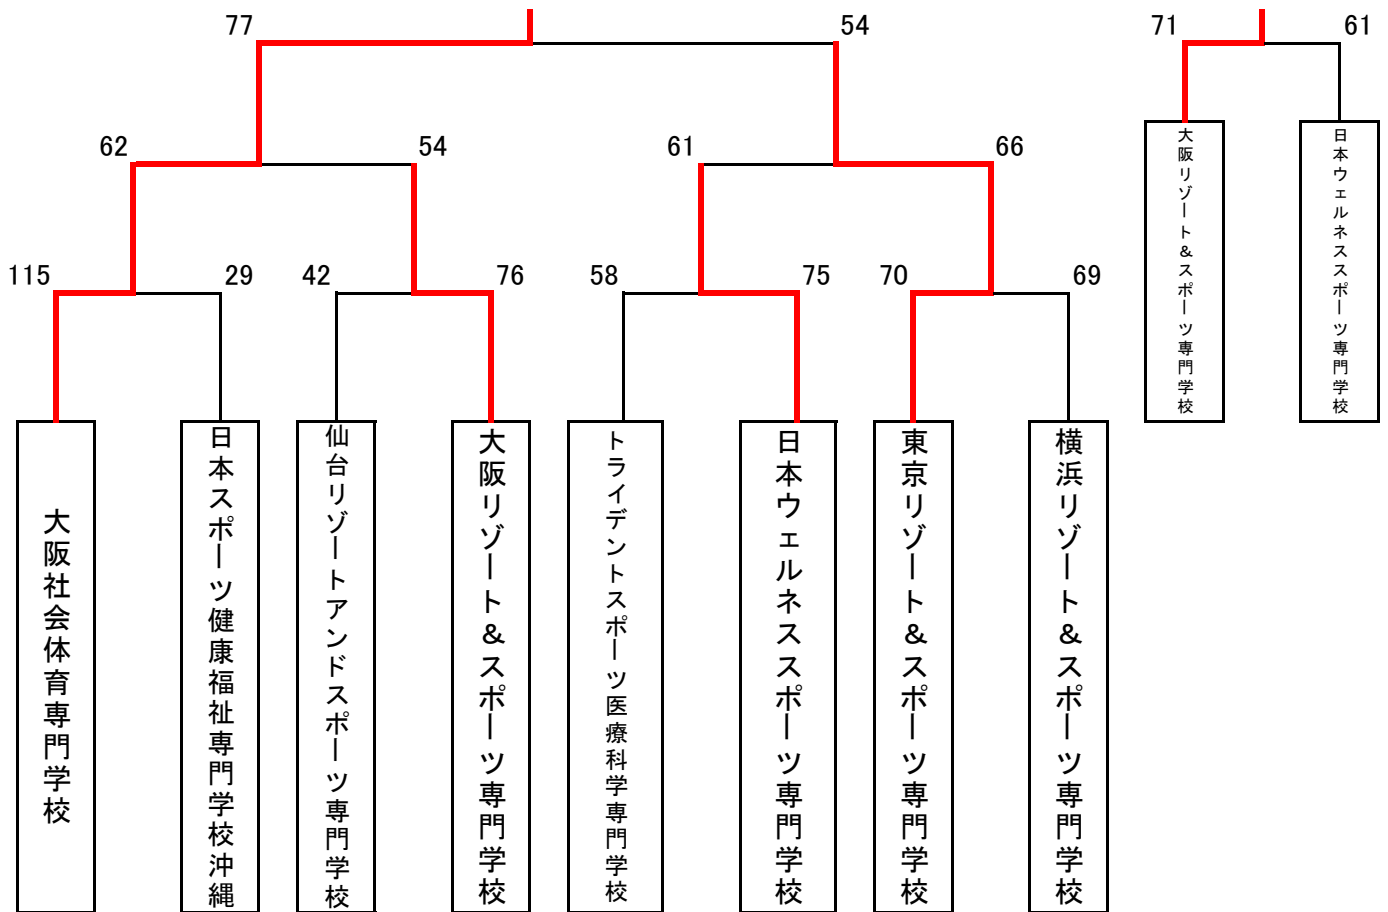 77
54
71
61
62
54
61
66
115
29
42
76
58
75
70
69
大阪リゾート＆スポーツ専門学校
日本ウェルネススポーツ専門学校
大阪社会体育専門学校
日本スポーツ健康福祉専門学校沖縄
仙台リゾートアンドスポーツ専門学校
大阪リゾート＆スポーツ専門学校
トライデントスポーツ医療科学専門学校
日本ウェルネススポーツ専門学校
東京リゾート＆スポーツ専門学校
横浜リゾート＆スポーツ専門学校